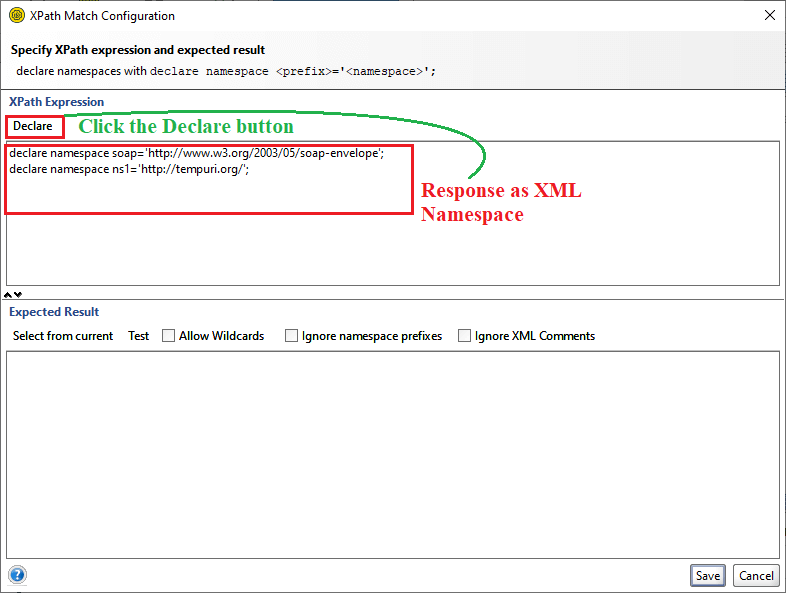 XPath Match Configuration
Specify XPath expression and expected result
declare namespaces with declare namespace <prefix>='<namespace>';
XPath Expression
Declare
Click the Declare button
declare namespace soap='http://www.w3.org/2003/05/soap-envelope';
declare namespace ns1='http://tempuri.org/';
Response as XML
Namespace
Expected Result
Select from current Test Allow Wildcards Ignore namespace prefixes Ignore XML Comments
?
Save Cancel